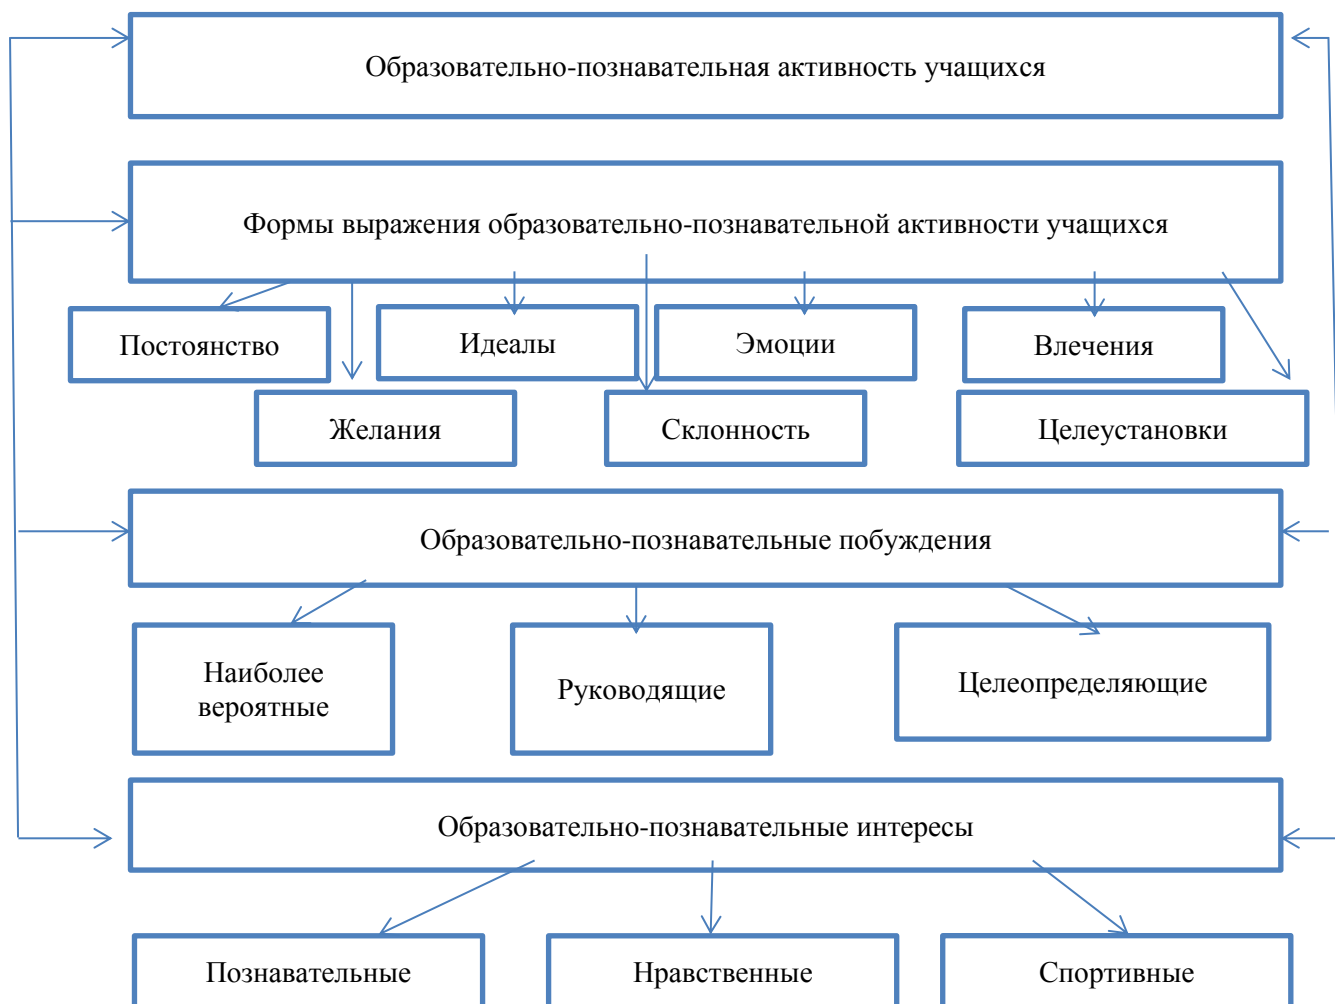 Образовательно-познавательная активность учащихся
Формы выражения образовательно-познавательной активности учащихся
Постоянство
Идеалы
Эмоции
Влечения
Желания
Склонность
Целеустановки
Образовательно-познавательные побуждения
Наиболее
вероятные
Руководящие
Целеопределяющие
Образовательно-познавательные интересы
Познавательные
Нравственные
Спортивные